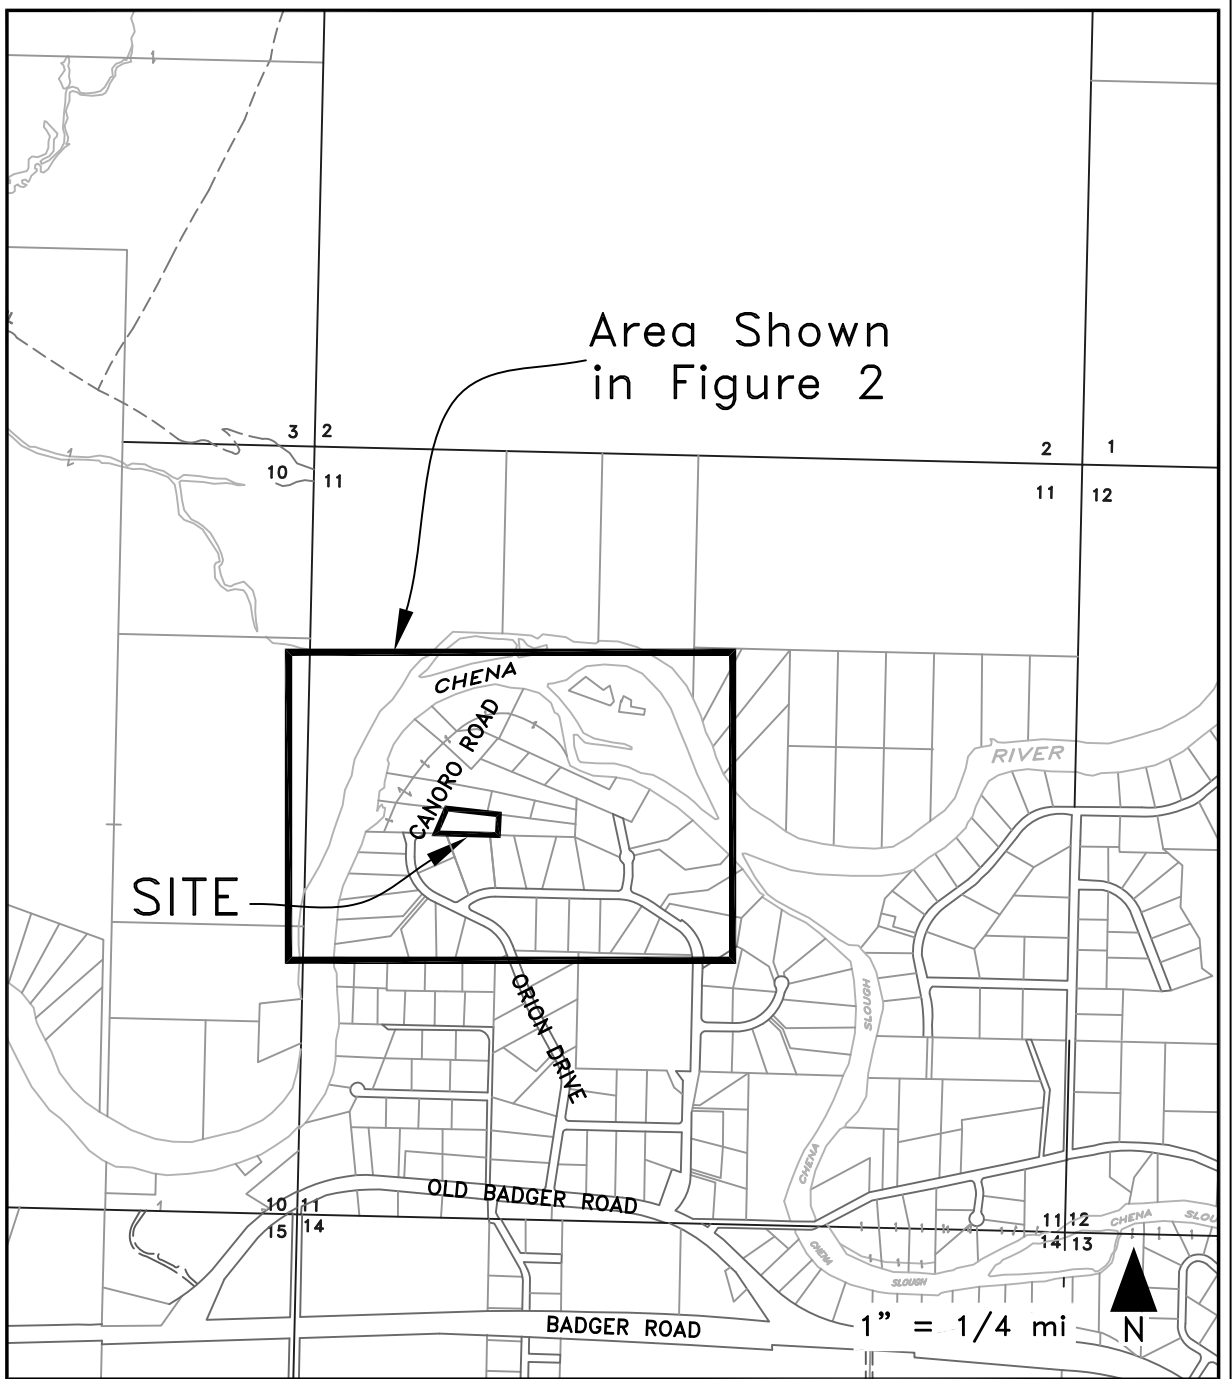 Area Shown
in Figure 2
3 2
2 1
10 11
11 12
CHENA
CANORO ROAD
RIVER
SITE
ORION DRIVE
SLOUGH
CHENA
OLD BADGER ROAD
10 11
15 14
11 12
14 13
CHENA
SLOU
CHENA
SLOUGH
BADGER ROAD
1" = 1/4 mi
N